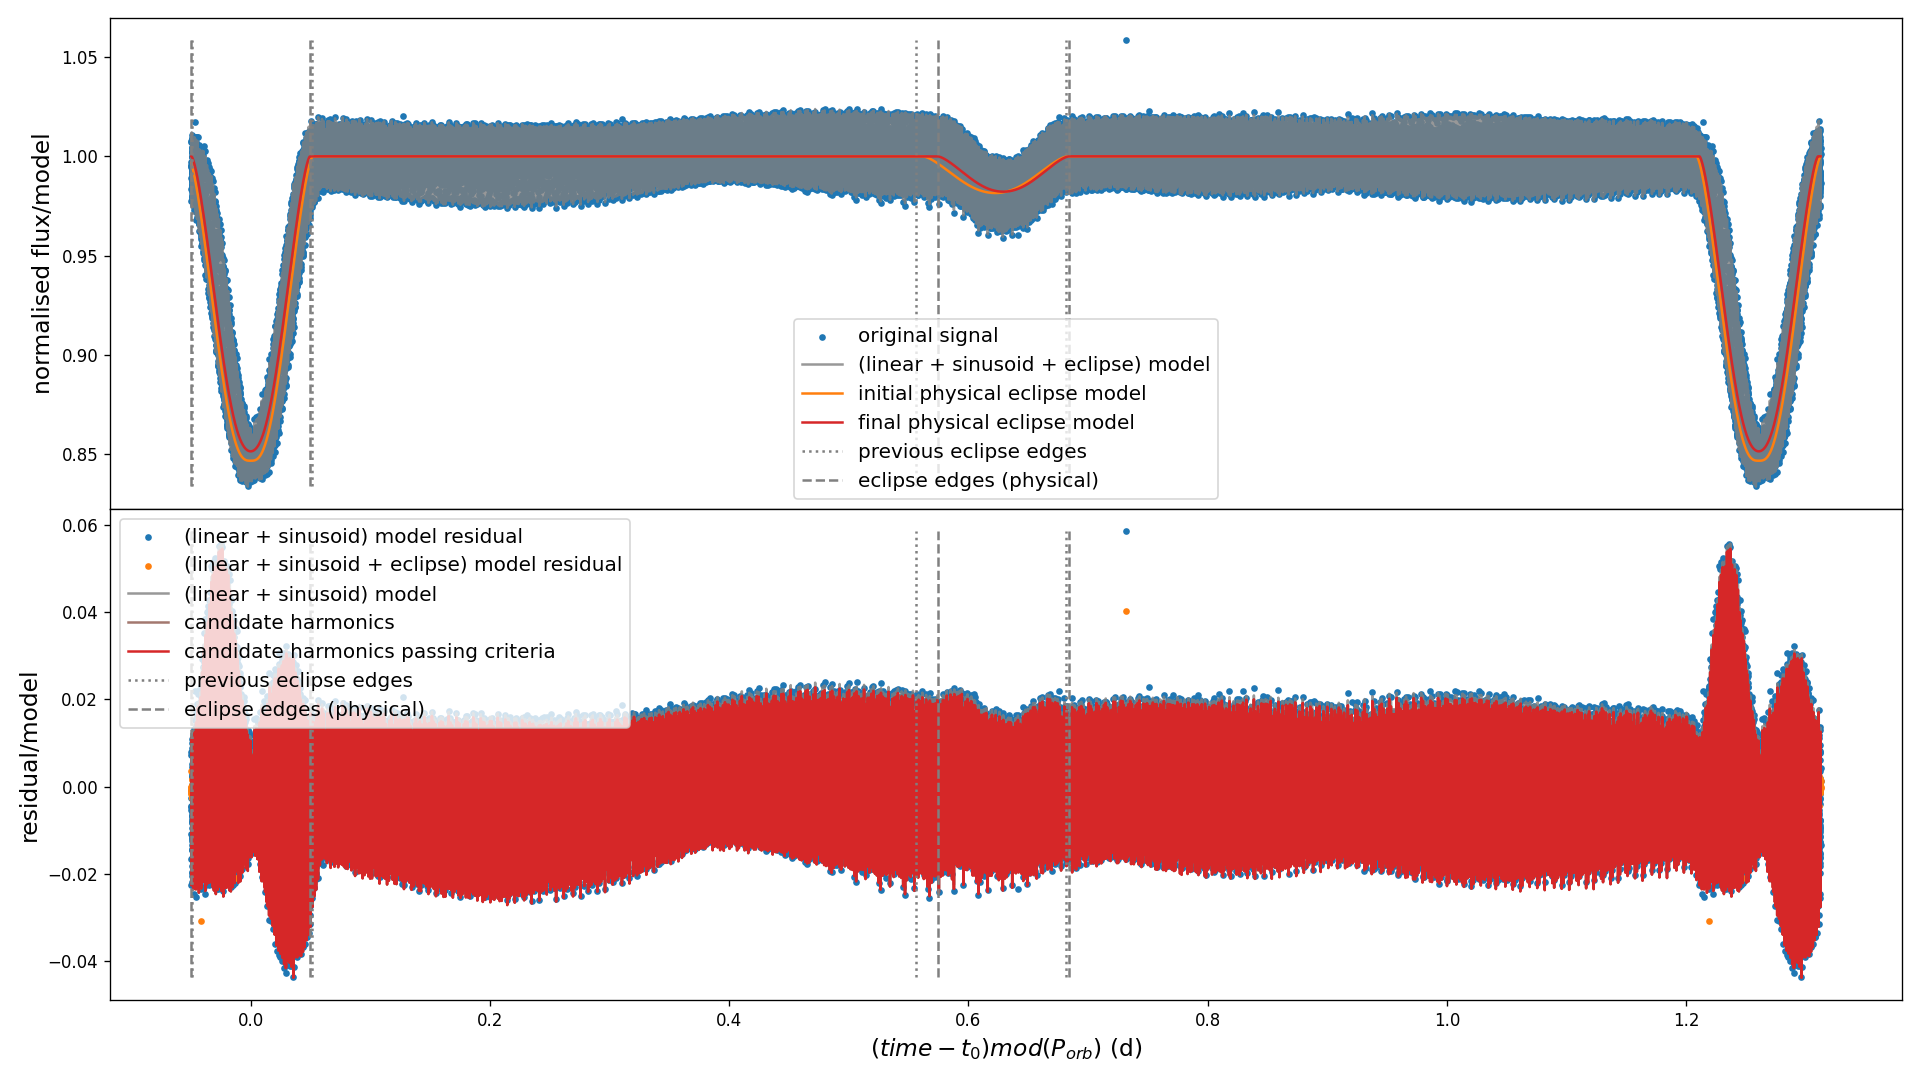 1.05
1.00
0.95
0.90
0.85
normalised flux/model
original signal
(linear + sinusoid + eclipse) model
initial physical eclipse model
final physical eclipse model
previous eclipse edges
eclipse edges (physical)
0.06
0.04
0.02
0.00
−0.02
−0.04
residual/model
(linear + sinusoid) model residual
(linear + sinusoid + eclipse) model residual
(linear + sinusoid) model
candidate harmonics
candidate harmonics passing criteria
previous eclipse edges
eclipse edges (physical)
0.0 0.2 0.4 0.6 0.8 1.0 1.2
(time − t₀)mod(P_orb) (d)